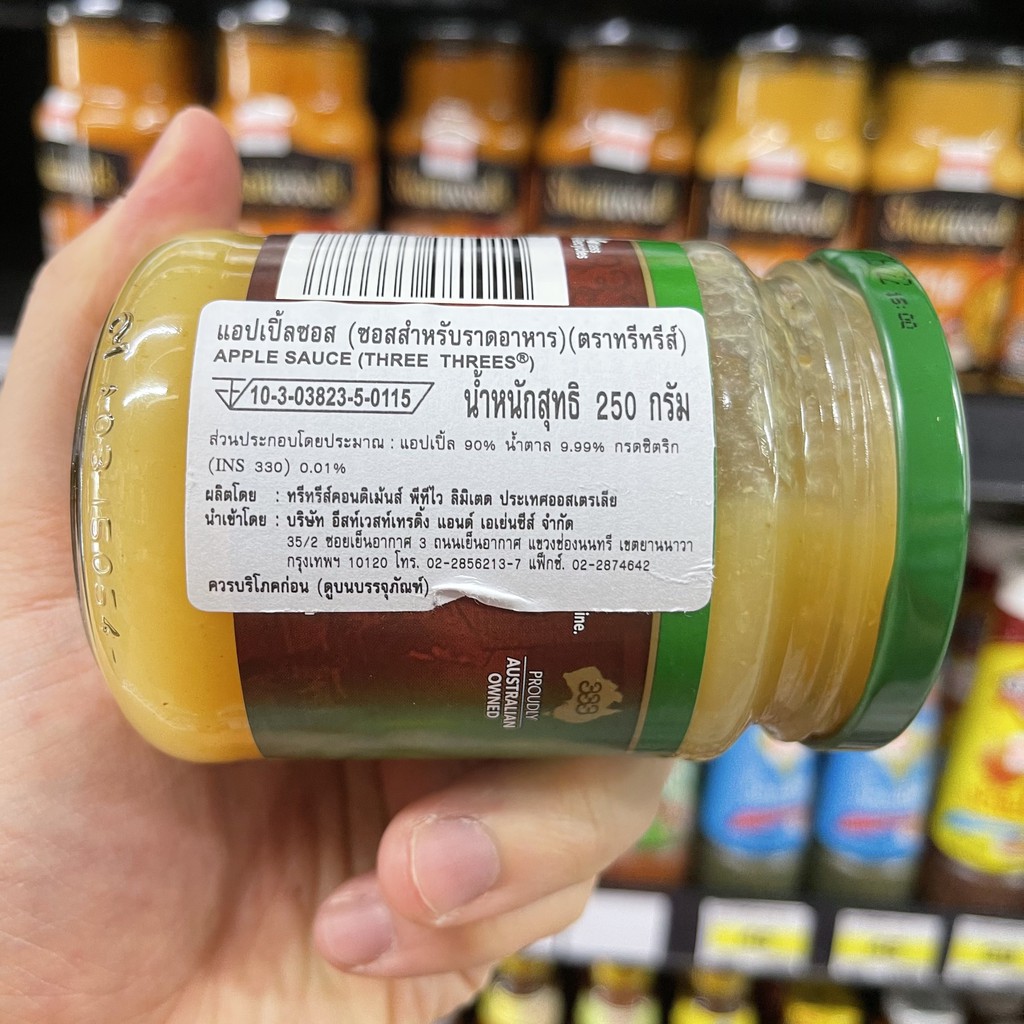 แอปเปิ้ลซอส (ซอสสำหรับราดอาหาร)(ตราทรีทรีส์)
APPLE SAUCE (THREE THREES®)
10-3-03823-5-0115
น้ำหนักสุทธิ 250 กรัม
ส่วนประกอบโดยประมาณ : แอปเปิ้ล 90% น้ำตาล 9.99% กรดซิตริก
(INS 330) 0.01%
ผลิตโดย : ทรีทรีส์คอนดิเม้นส์ พีทีไว ลิมิเตด ประเทศออสเตรเลีย
นำเข้าโดย : บริษัท อีสท์เวสท์เทรดิ้ง แอนด์ เอเย่นซีส์ จำกัด
35/2 ซอยเย็นอากาศ 3 ถนนเย็นอากาศ แขวงช่องนนทรี เขตยานนาวา
กรุงเทพฯ 10120 โทร. 02-2856213-7 แฟ็กซ์. 02-2874642
ควรบริโภคก่อน (ดูบนบรรจุภัณฑ์)
PROUDLY
AUSTRALIAN
OWNED
333